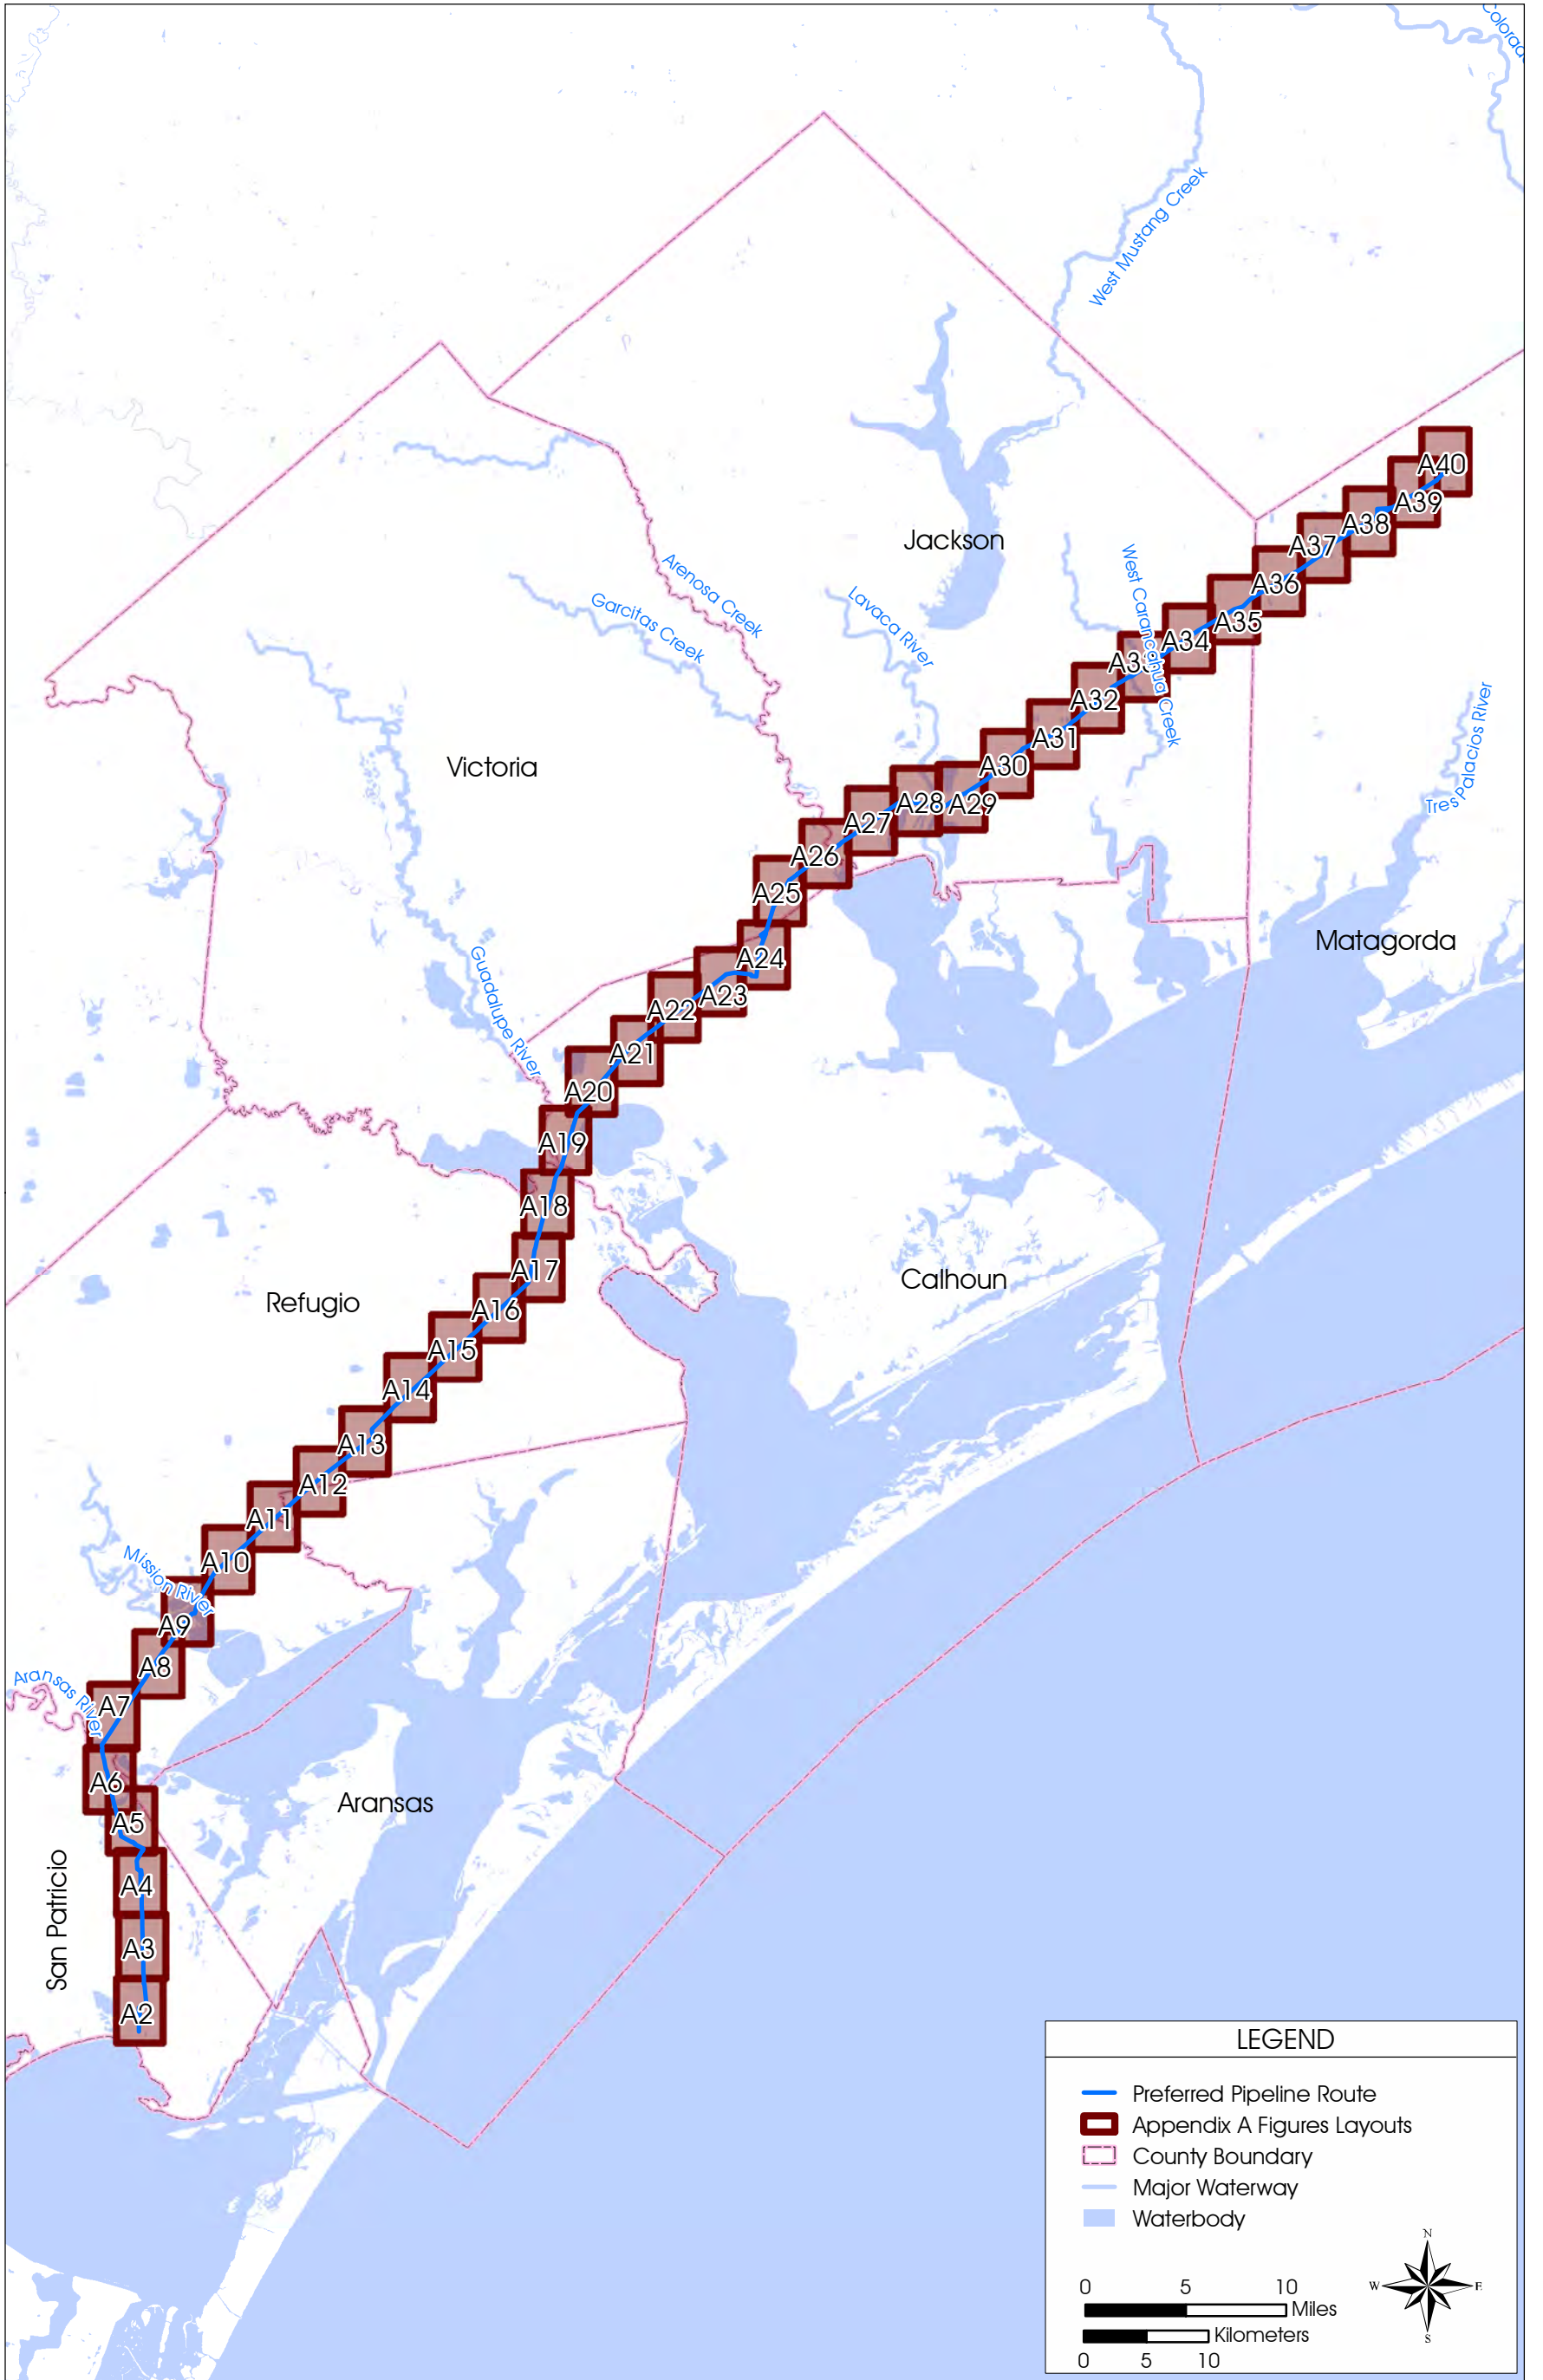 Colorad
West Mustang Creek
A40
A39
A38
Jackson
A37
Arenosa Creek
West Carancahua Creek
A36
Garcitas Creek
Lavaca River
A35
A34
A33
A32
Tres Palacios River
A31
Victoria
A30
A29
A28
A27
A26
A25
Matagorda
A24
Guadalupe River
A23
A22
A21
A20
A19
A18
A17
Calhoun
Refugio
A16
A15
A14
A13
A12
A11
A10
Mission River
A9
A8
Aransas River
A7
A6
Aransas
A5
San Patricio
A4
A3
A2
LEGEND
Preferred Pipeline Route
Appendix A Figures Layouts
County Boundary
Major Waterway
Waterbody
N
W E
S
0 5 10
Miles
Kilometers
0 5 10